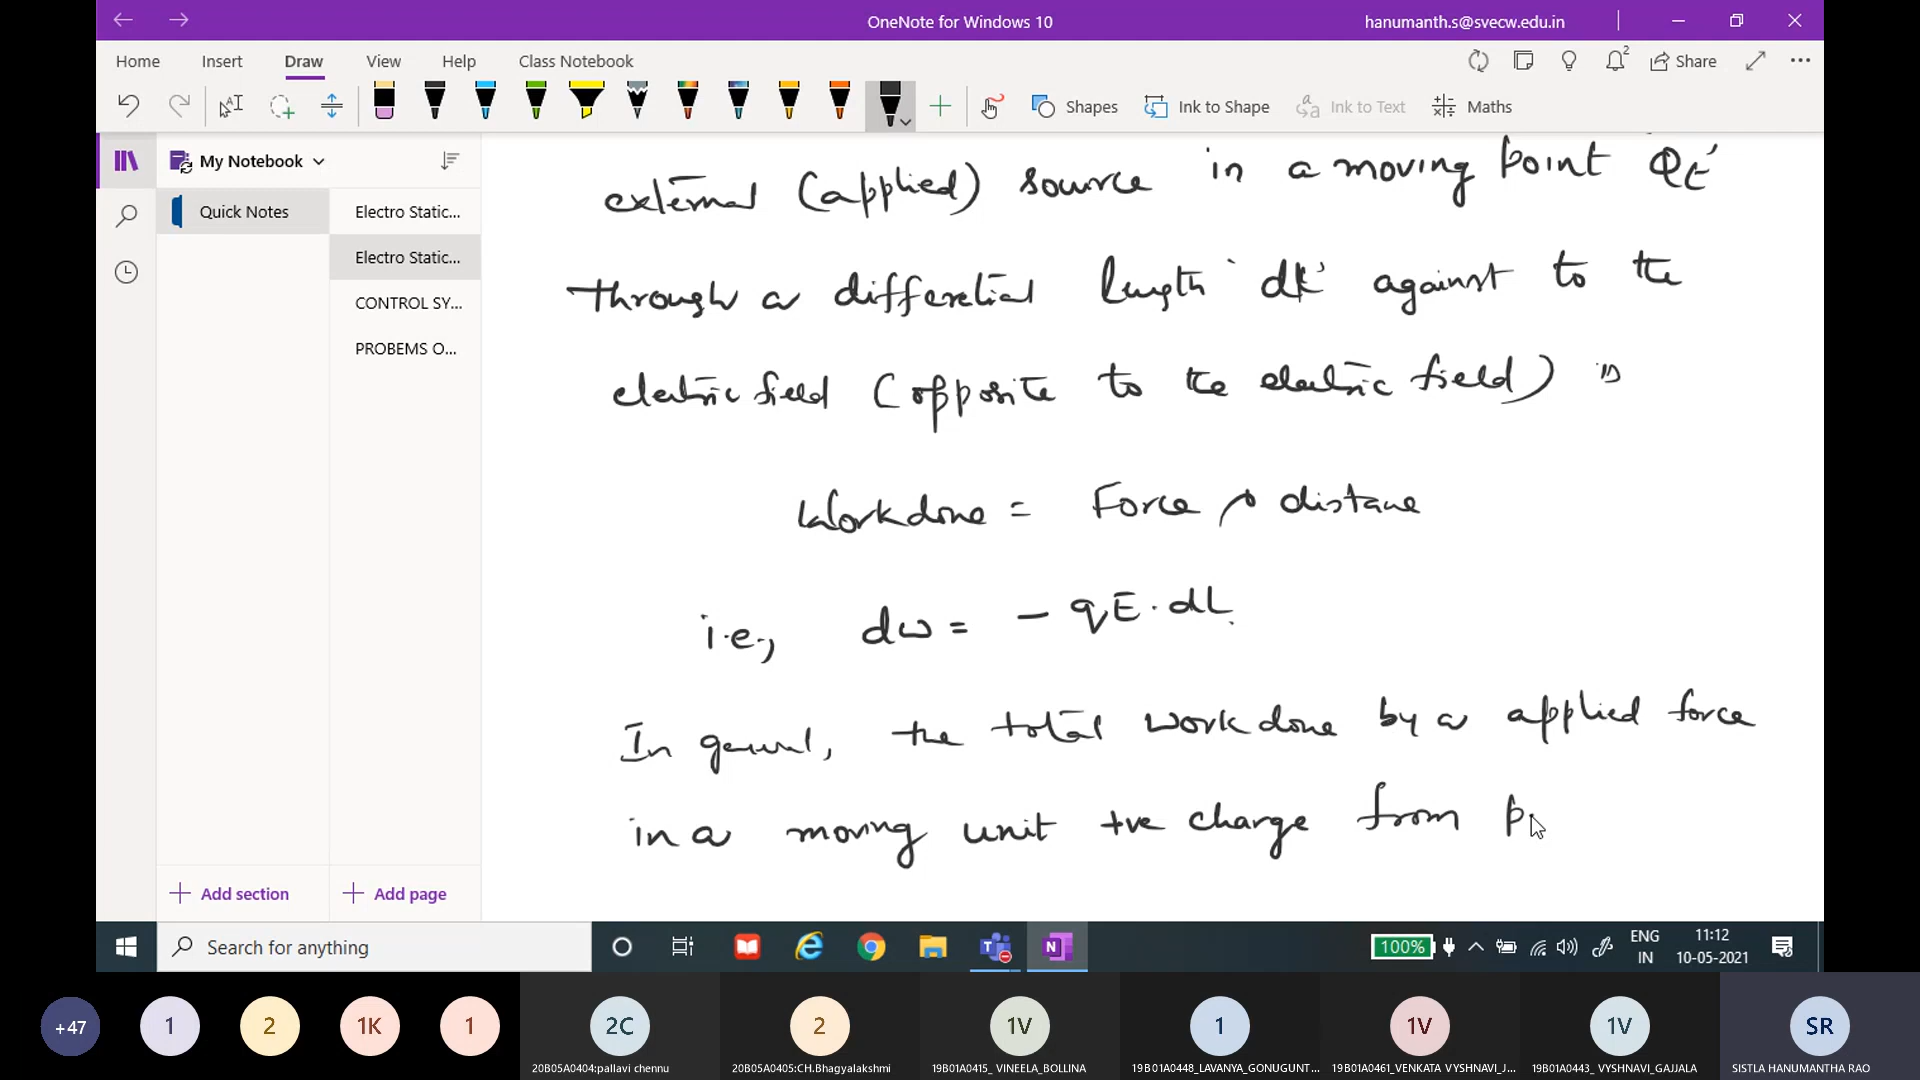 OneNote for Windows 10
hanumanth.s@svecw.edu.in
Home Insert Draw View Help Class Notebook
2 Share
Shapes Ink to Shape Ink to Text Maths
My Notebook
Quick Notes
Electro Static...
Electro Static...
CONTROL SY...
PROBEMS O...
external (applied) source in a moving point
through a differetial length 'dL' against to the
electric field (opposite to the electric field) is
Workdone = Force × distance
i.e., dw = - qE.dL
In general, the total workdone by a applied force
in a moving unit +ve charge from
Add section
Add page
Search for anything
100%
ENG
IN
11:12
10-05-2021
+47 1 2 1K 1 2C 2 1V 1 1V 1V SR
20B05A0404:pallavi chennu
20B05A0405:CH.Bhagyalakshmi
19B01A0415_ VINEELA_BOLLINA
19B01A0448_LAVANYA_GONUGUNT...
19B01A0461_VENKATA VYSHNAVI_J...
19B01A0443_ VYSHNAVI_GAJJALA
SISTLA HANUMANTHA RAO